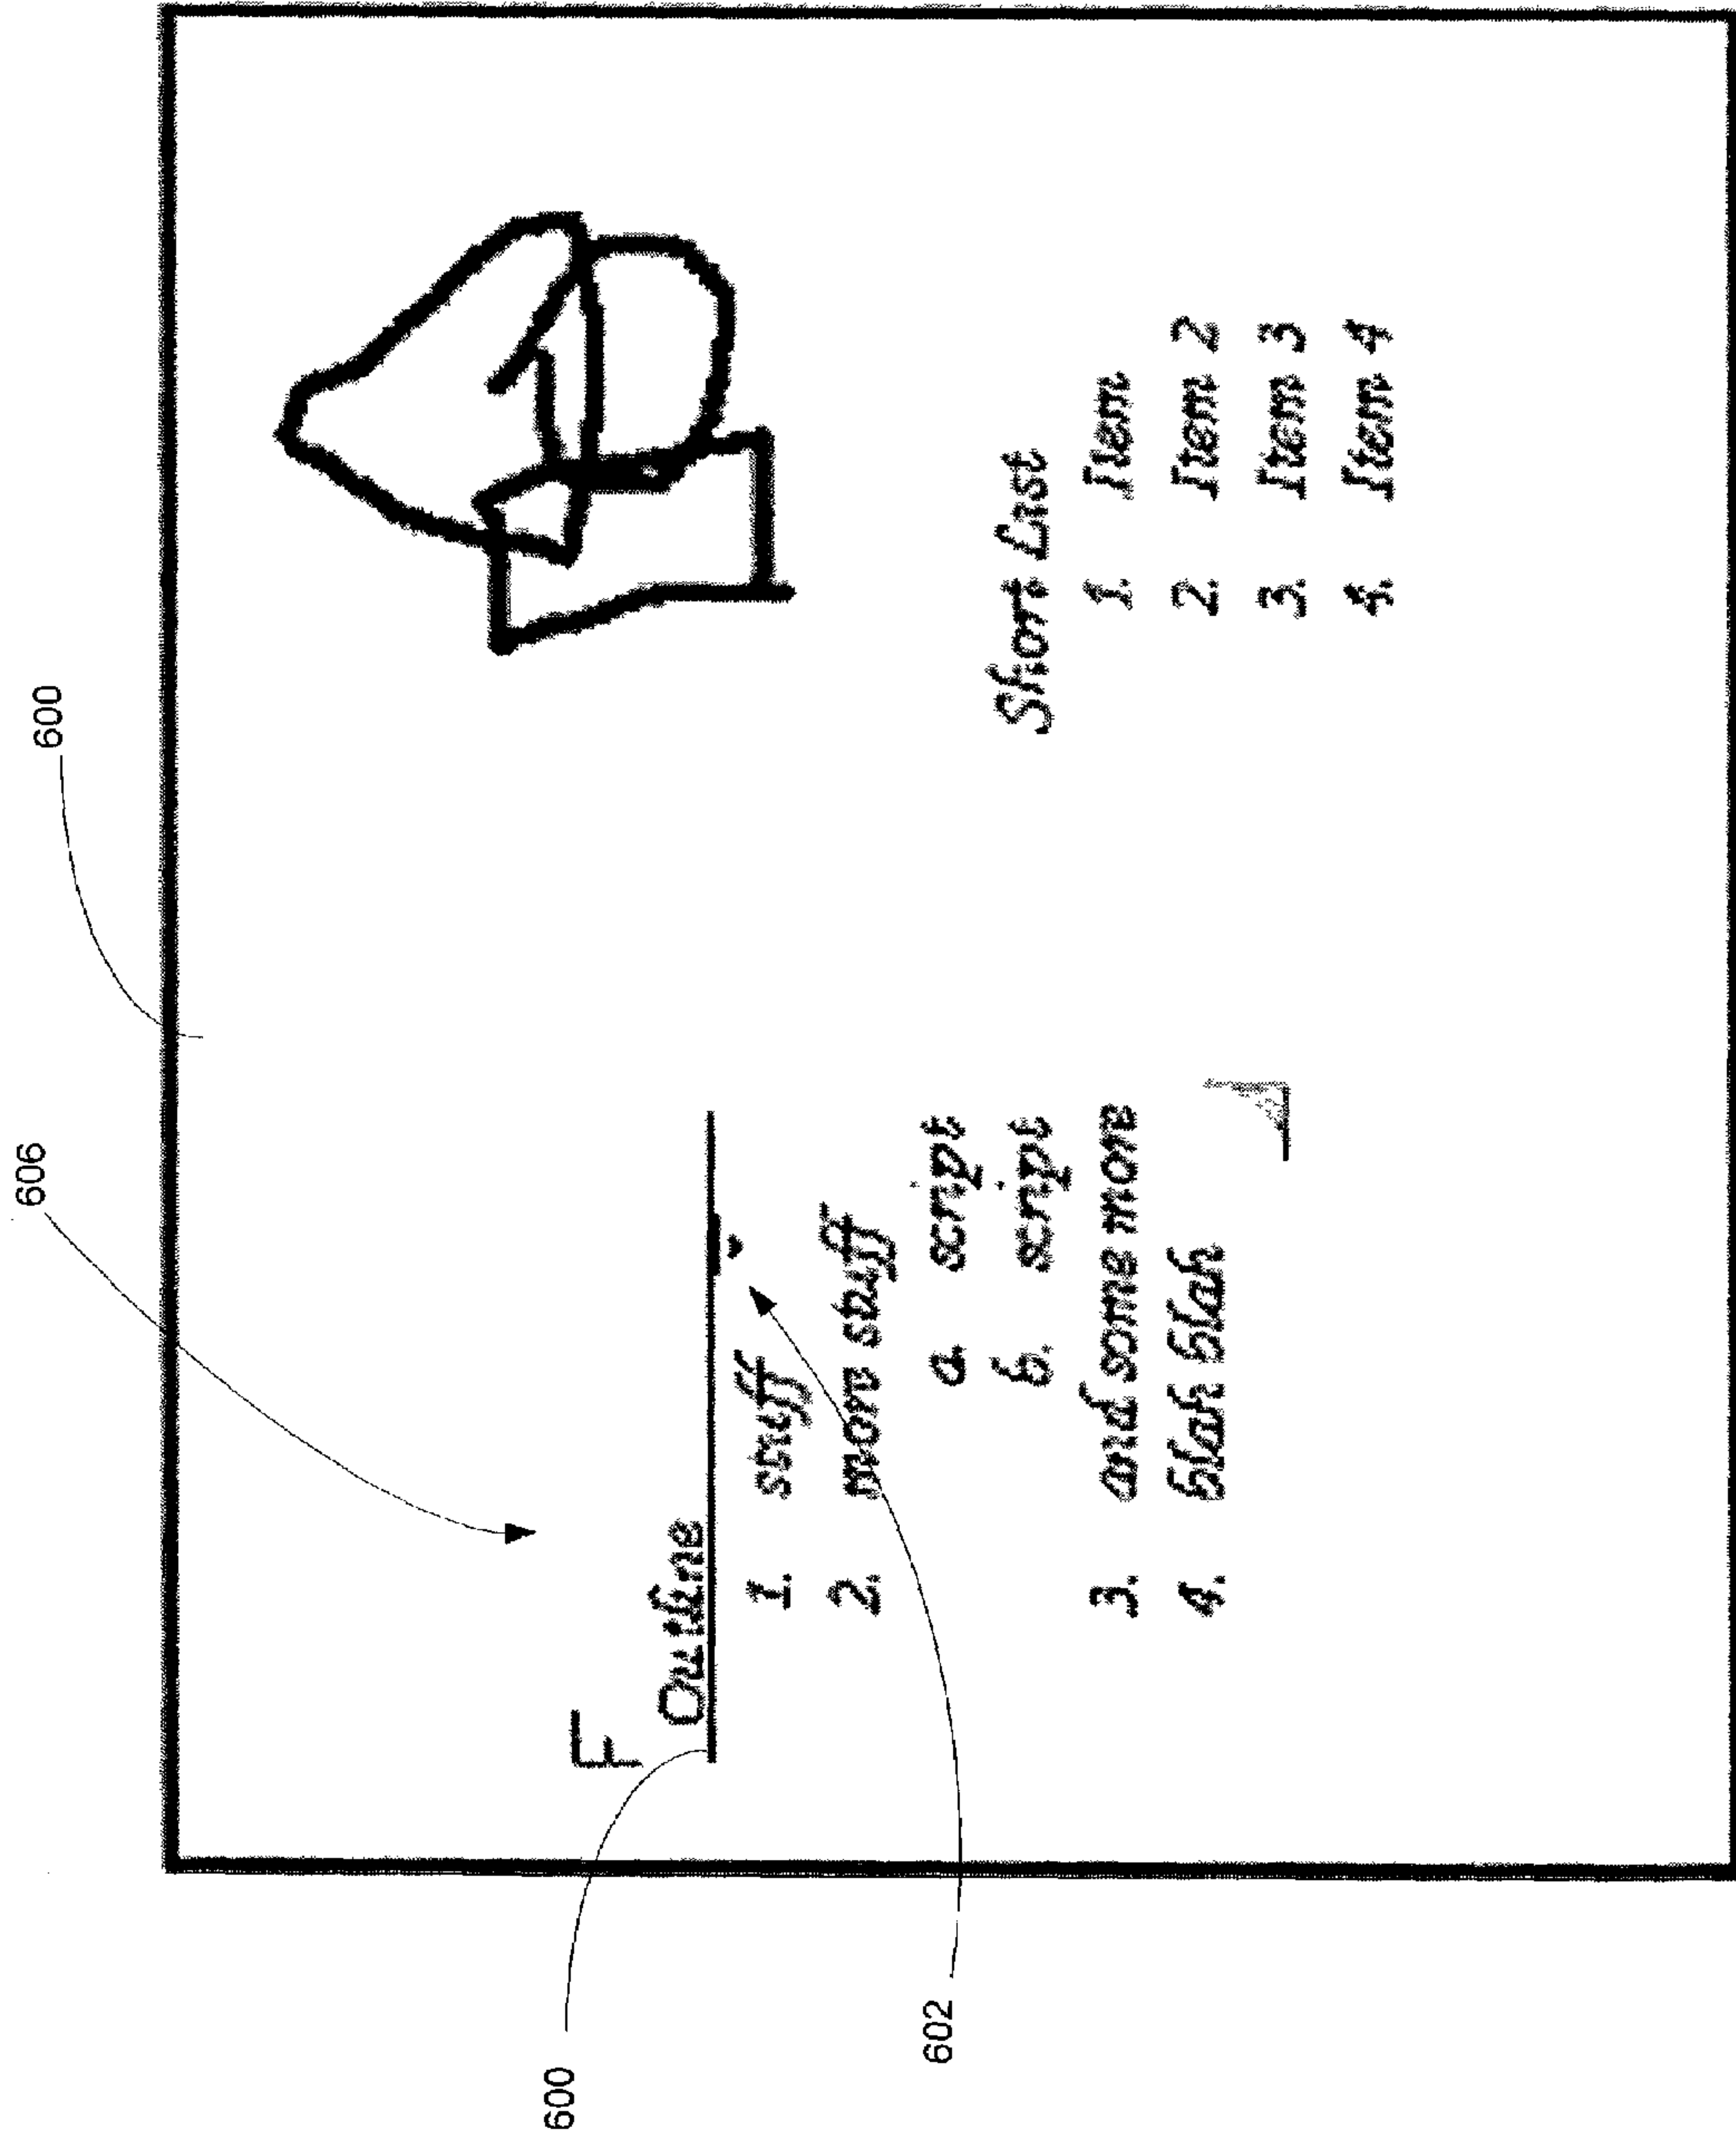 606
600
600
F
Outline
1. stuff
2. more stuff
a. script
b. script
3. and some more
4. blah blah
602
Short List
1. Item
2. Item 2
3. Item 3
4. Item 4